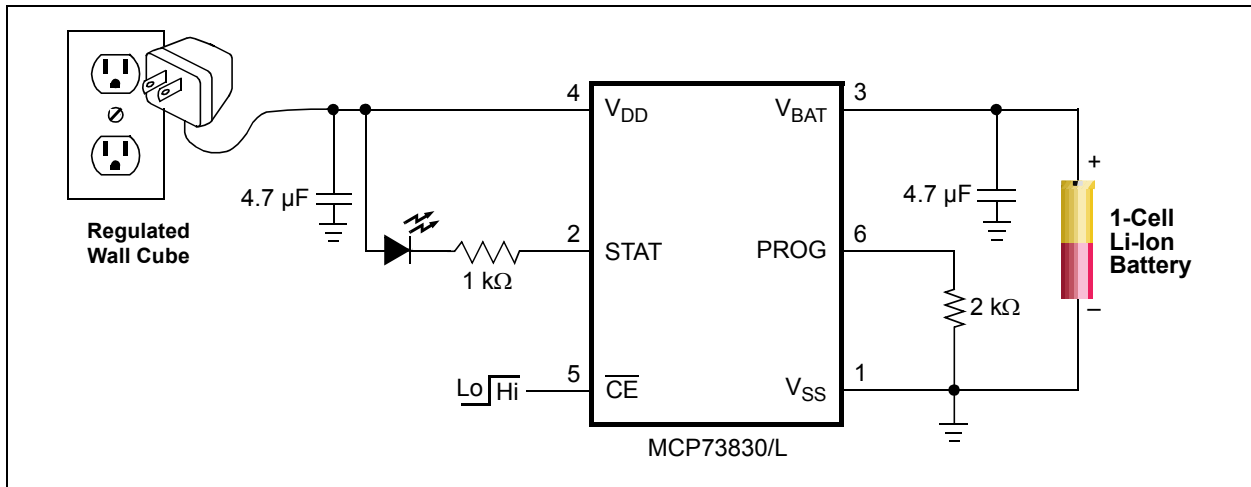 Regulated
Wall Cube
4.7 µF
1 kΩ
4
VDD
2
STAT
Lo Hi
5
CE
MCP73830/L
3
VBAT
6
PROG
1
VSS
4.7 µF
2 kΩ
+
1-Cell
Li-Ion
Battery
–